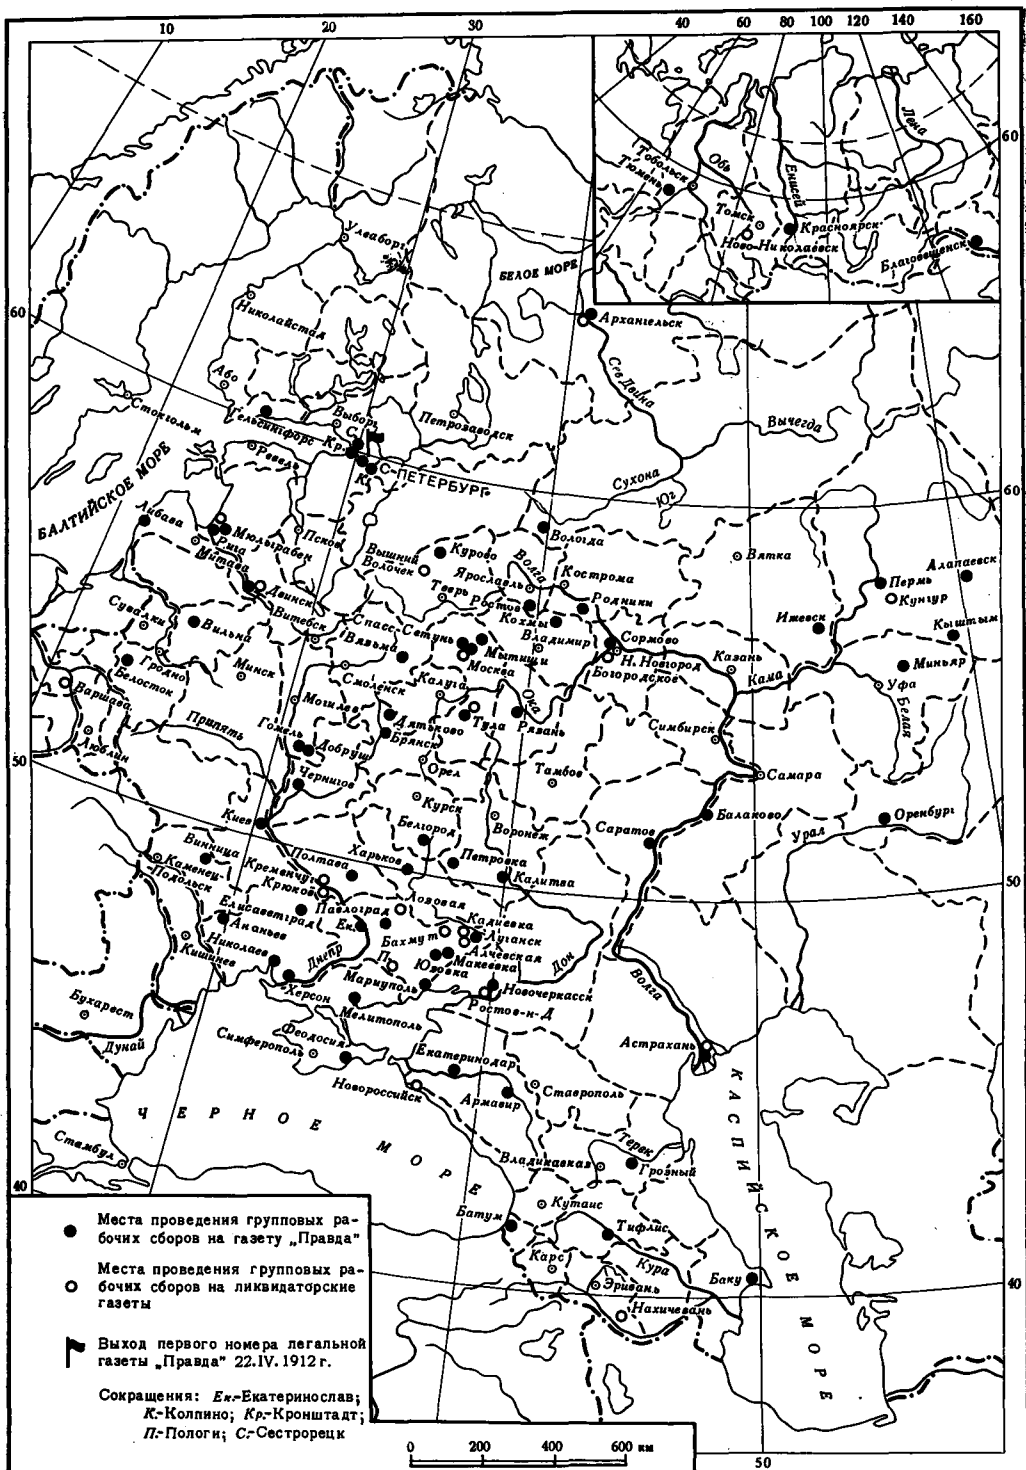 10
20
30
40
60
80
100
120
140
160
60
Лена
Обь
Енисей
Тобольск
Тюмень
Томск
Красноярск
Ново-Николаевск
Благовещенск
Улеаборг
БЕЛОЕ МОРЕ
60
Николайстад
Архангельск
Або
Сев Двина
Стокгольм
Гельсингфорс
Выборг
С.
Петрозаводск
Вычегда
Кр.
Ревель
К.
С-ПЕТЕРБУРГ
Сухона
Юг
60
БАЛТИЙСКОЕ МОРЕ
Либава
Мюльграбен
Рига
Митава
Псков
Вышний
Волочек
Курово
Вологда
Волга
Ярославль
Кострома
Вятка
Алапаевск
Пермь
Кунгур
Двинск
Тверь
Ростов
Родники
Кохмы
Сувалки
Вильна
Витебск
Вязьма
Спасс-Сетунь
Мытищи
Москва
Владимир
Сормово
Н. Новгород
Богородское
Ижевск
Кыштым
Миньяр
Казань
Кама
Уфа
Белая
Гродно
Белосток
Минск
Смоленск
Калуга
Ока
Варшава
Могилев
Тула
Рязань
Симбирск
Припять
Люблин
Гомель
Добруш
Дятьково
Брянск
50
Чернигов
Орел
Тамбов
Самара
Курск
Киев
Белгород
Воронеж
Саратов
Балаково
Оренбург
Урал
Винница
Каменец-
Подольск
Полтава
Харьков
Петровка
Кременчуг
Крюков
Калитва
50
Елисаветград
Павлоград
Лозовая
Ананьев
Ек.
Бахмут
Кадиевка
Луганск
Алчевская
Кишинев
Николаев
Днепр
П.
Юзовка
Макеевка
Дон
Волга
Херсон
Мариуполь
Новочеркасск
Ростов-н-Д
Мелитополь
Бухарест
Дунай
Симферополь
Феодосия
Астрахань
Екатеринодар
Новороссийск
Армавир
Ставрополь
ЧЕРНОЕ МОРЕ
КАСПИЙСКОЕ МОРЕ
Стамбул
Терек
Владикавказ
Грозный
40
Кутаис
Батум
Тифлис
Карс
Кура
Баку
Эривань
Нахичевань
40
Места проведения групповых ра-
бочих сборов на газету „Правда"
Места проведения групповых ра-
бочих сборов на ликвидаторские
газеты
Выход первого номера легальной
газеты „Правда" 22.IV.1912 г.
Сокращения: Ек.-Екатеринослав;
К.-Колпино; Кр.-Кронштадт;
П.-Пологи; С.-Сестрорецк
0 200 400 600 км
50